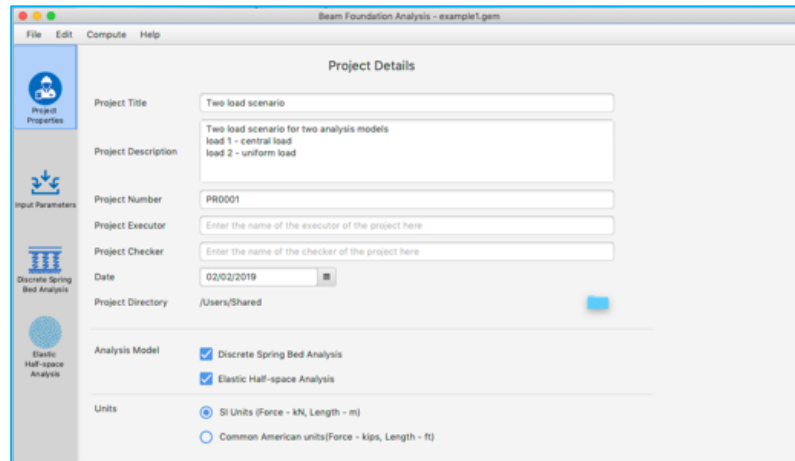 Beam Foundation Analysis - example1.gem
File Edit Compute Help
Project Details
Project
Properties
Project Title
Two load scenario
Project Description
Two load scenario for two analysis models
load 1 - central load
load 2 - uniform load
Input Parameters
Project Number
PR0001
Project Executor
Enter the name of the executor of the project here
Project Checker
Enter the name of the checker of the project here
Discrete Spring
Bed Analysis
Date
02/02/2019
Project Directory
/Users/Shared
Elastic
Half-space
Analysis
Analysis Model
Discrete Spring Bed Analysis
Elastic Half-space Analysis
Units
SI Units (Force - kN, Length - m)
Common American units(Force - kips, Length - ft)